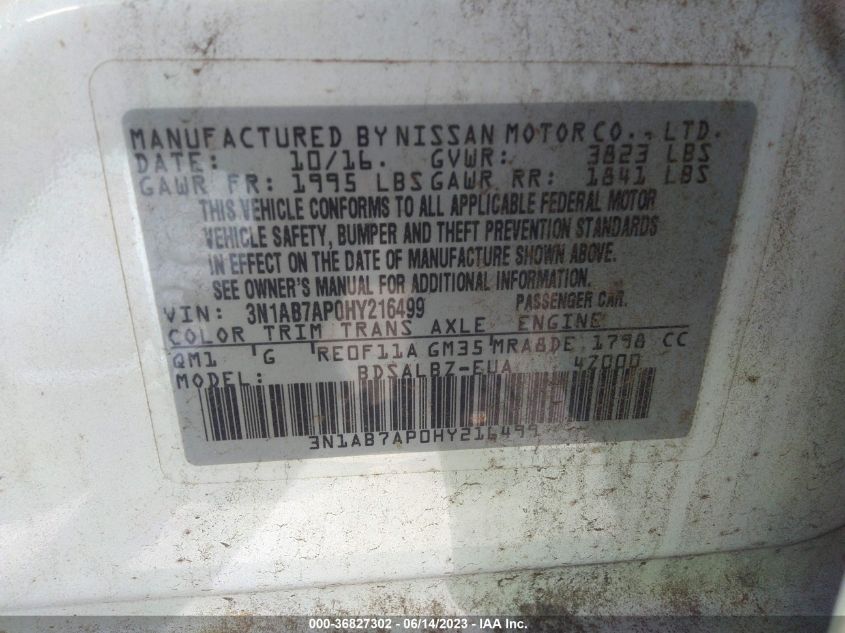 MANUFACTURED BY NISSAN MOTOR CO., LTD.
DATE: 10/16. GVWR: 3823 LBS
GAWR FR: 1995 LBS GAWR RR: 1841 LBS
THIS VEHICLE CONFORMS TO ALL APPLICABLE FEDERAL MOTOR
VEHICLE SAFETY, BUMPER AND THEFT PREVENTION STANDARDS
IN EFFECT ON THE DATE OF MANUFACTURE SHOWN ABOVE.
SEE OWNER'S MANUAL FOR ADDITIONAL INFORMATION.
VIN: 3N1AB7AP0HY216499 PASSENGER CAR.
COLOR TRIM TRANS AXLE ENGINE
QM1 G RE0F11A GM35 MRA8DE 1798 CC
MODEL: BDSALBZ-EUA 47000
3N1AB7AP0HY216499
000-36827302 - 06/14/2023 - IAA Inc.